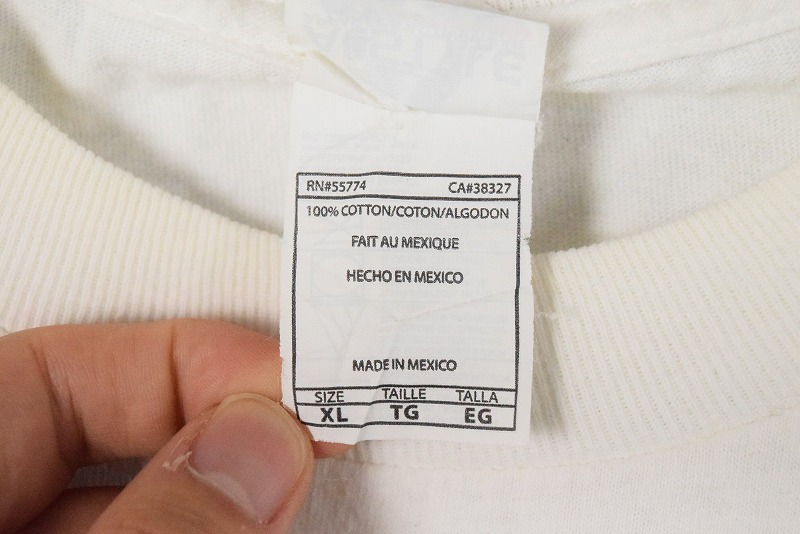 RN#55774 CA#38327
100% COTTON/COTON/ALGODON
FAIT AU MEXIQUE
HECHO EN MEXICO
MADE IN MEXICO
SIZE TAILLE TALLA
XL TG EG